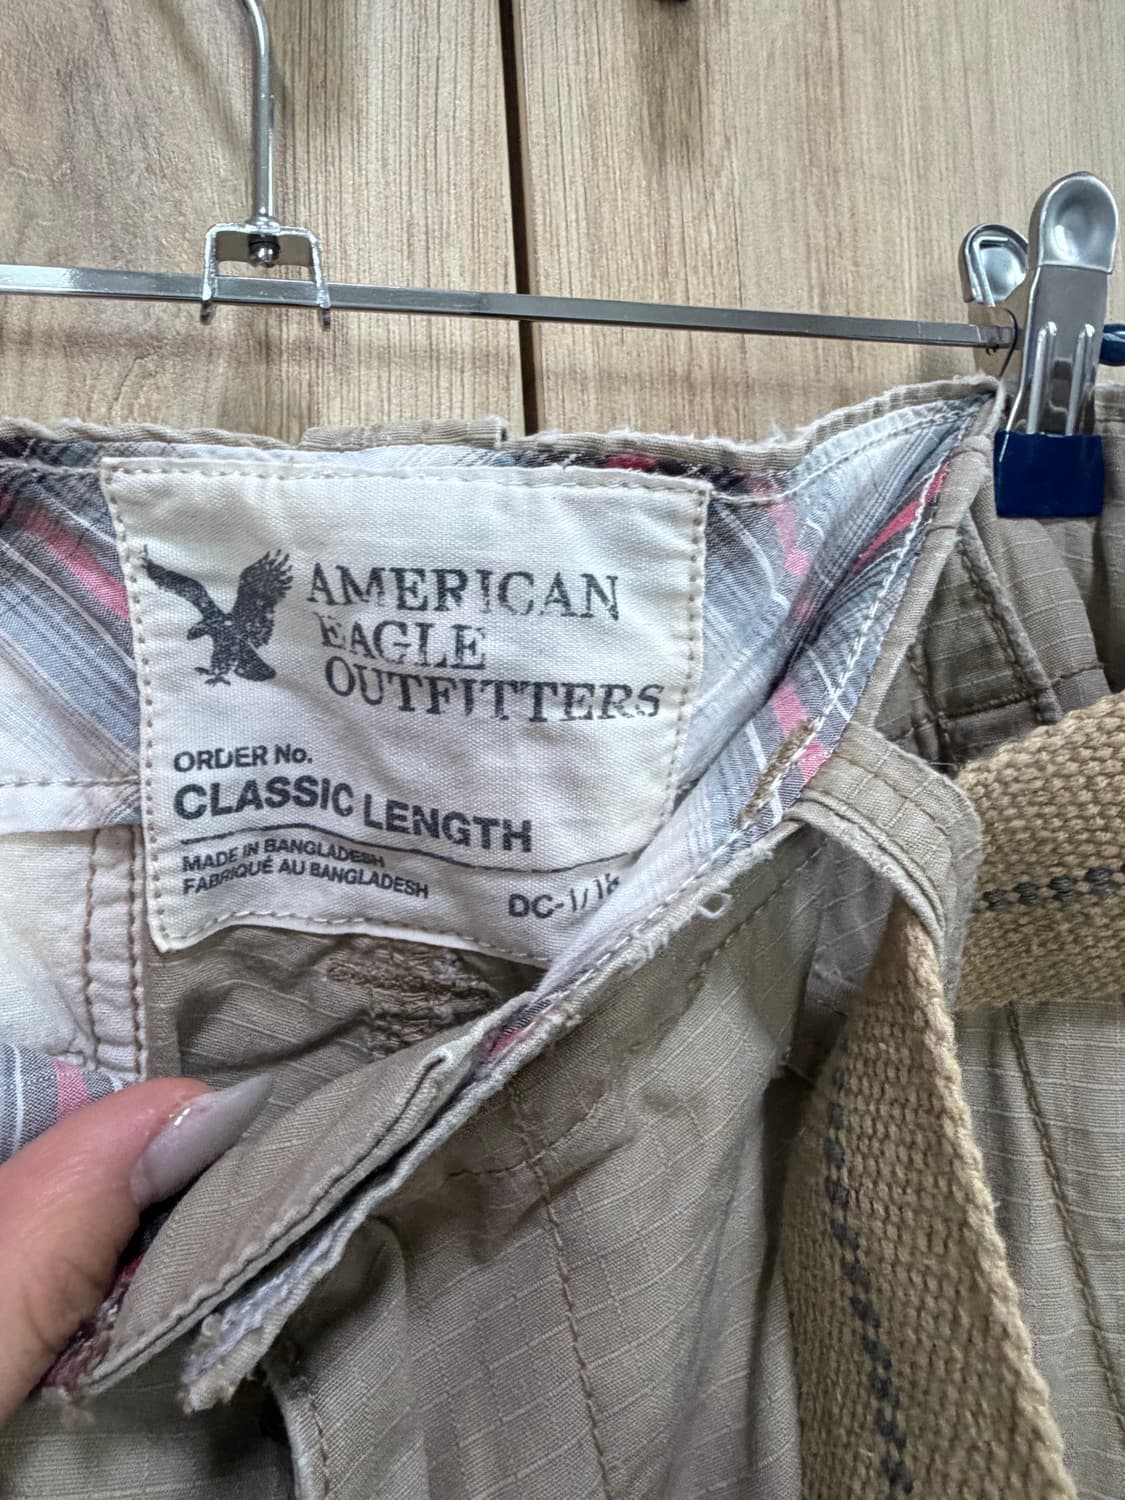 AMERICAN
EAGLE
OUTFITTERS
ORDER No.
CLASSIC LENGTH
MADE IN BANGLADESH
FABRIQUÉ AU BANGLADESH